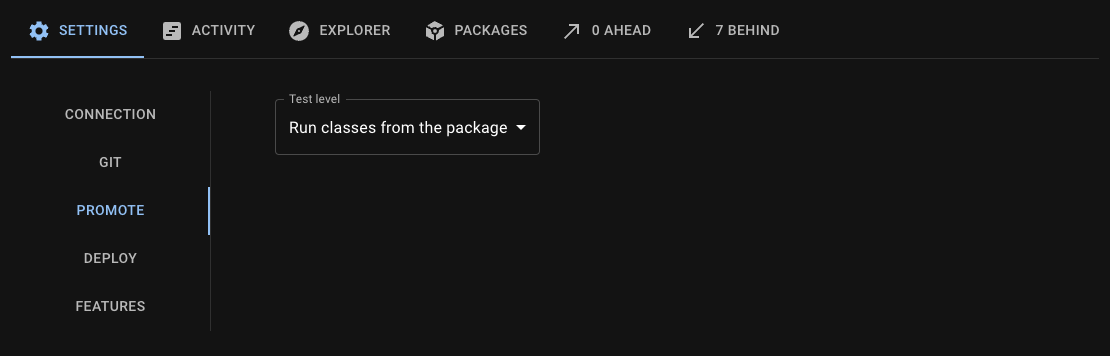 SETTINGS
ACTIVITY
EXPLORER
PACKAGES
0 AHEAD
7 BEHIND
CONNECTION
GIT
PROMOTE
DEPLOY
FEATURES
Test level
Run classes from the package